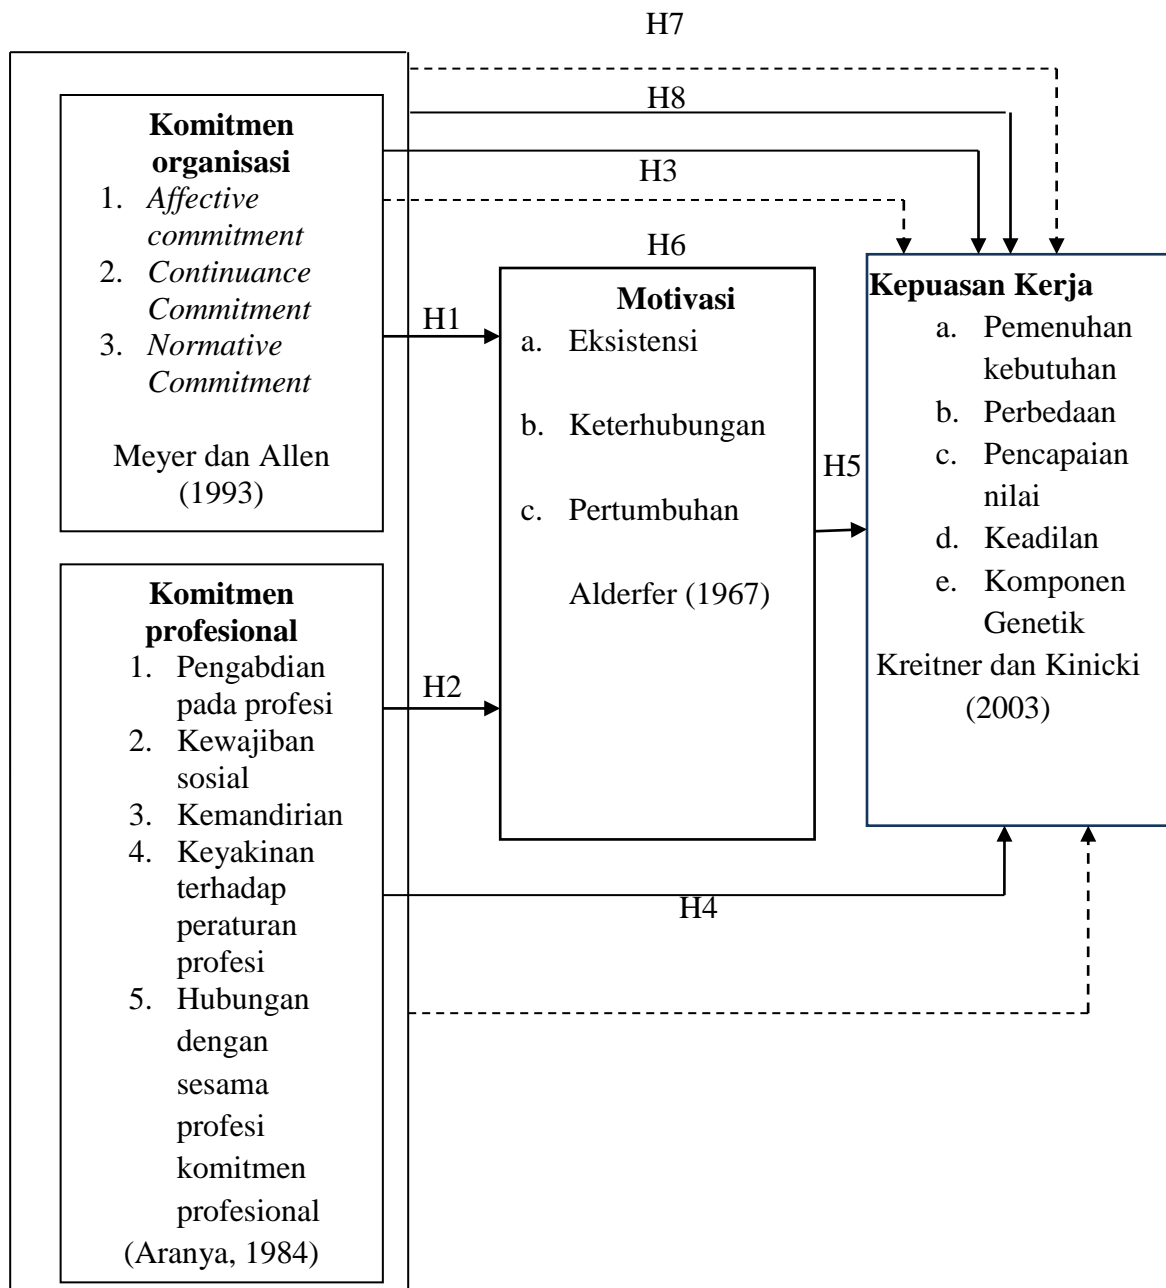 H7
H8
H3
H6
Komitmen
organisasi
1. Affective
commitment
2. Continuance
Commitment
3. Normative
Commitment
Meyer dan Allen
(1993)
H1
Motivasi
a. Eksistensi
b. Keterhubungan
c. Pertumbuhan
Alderfer (1967)
H5
Kepuasan Kerja
a. Pemenuhan
kebutuhan
b. Perbedaan
c. Pencapaian
nilai
d. Keadilan
e. Komponen
Genetik
Kreitner dan Kinicki
(2003)
Komitmen
profesional
1. Pengabdian
pada profesi
2. Kewajiban
sosial
3. Kemandirian
4. Keyakinan
terhadap
peraturan
profesi
5. Hubungan
dengan
sesama
profesi
komitmen
profesional
(Aranya, 1984)
H2
H4